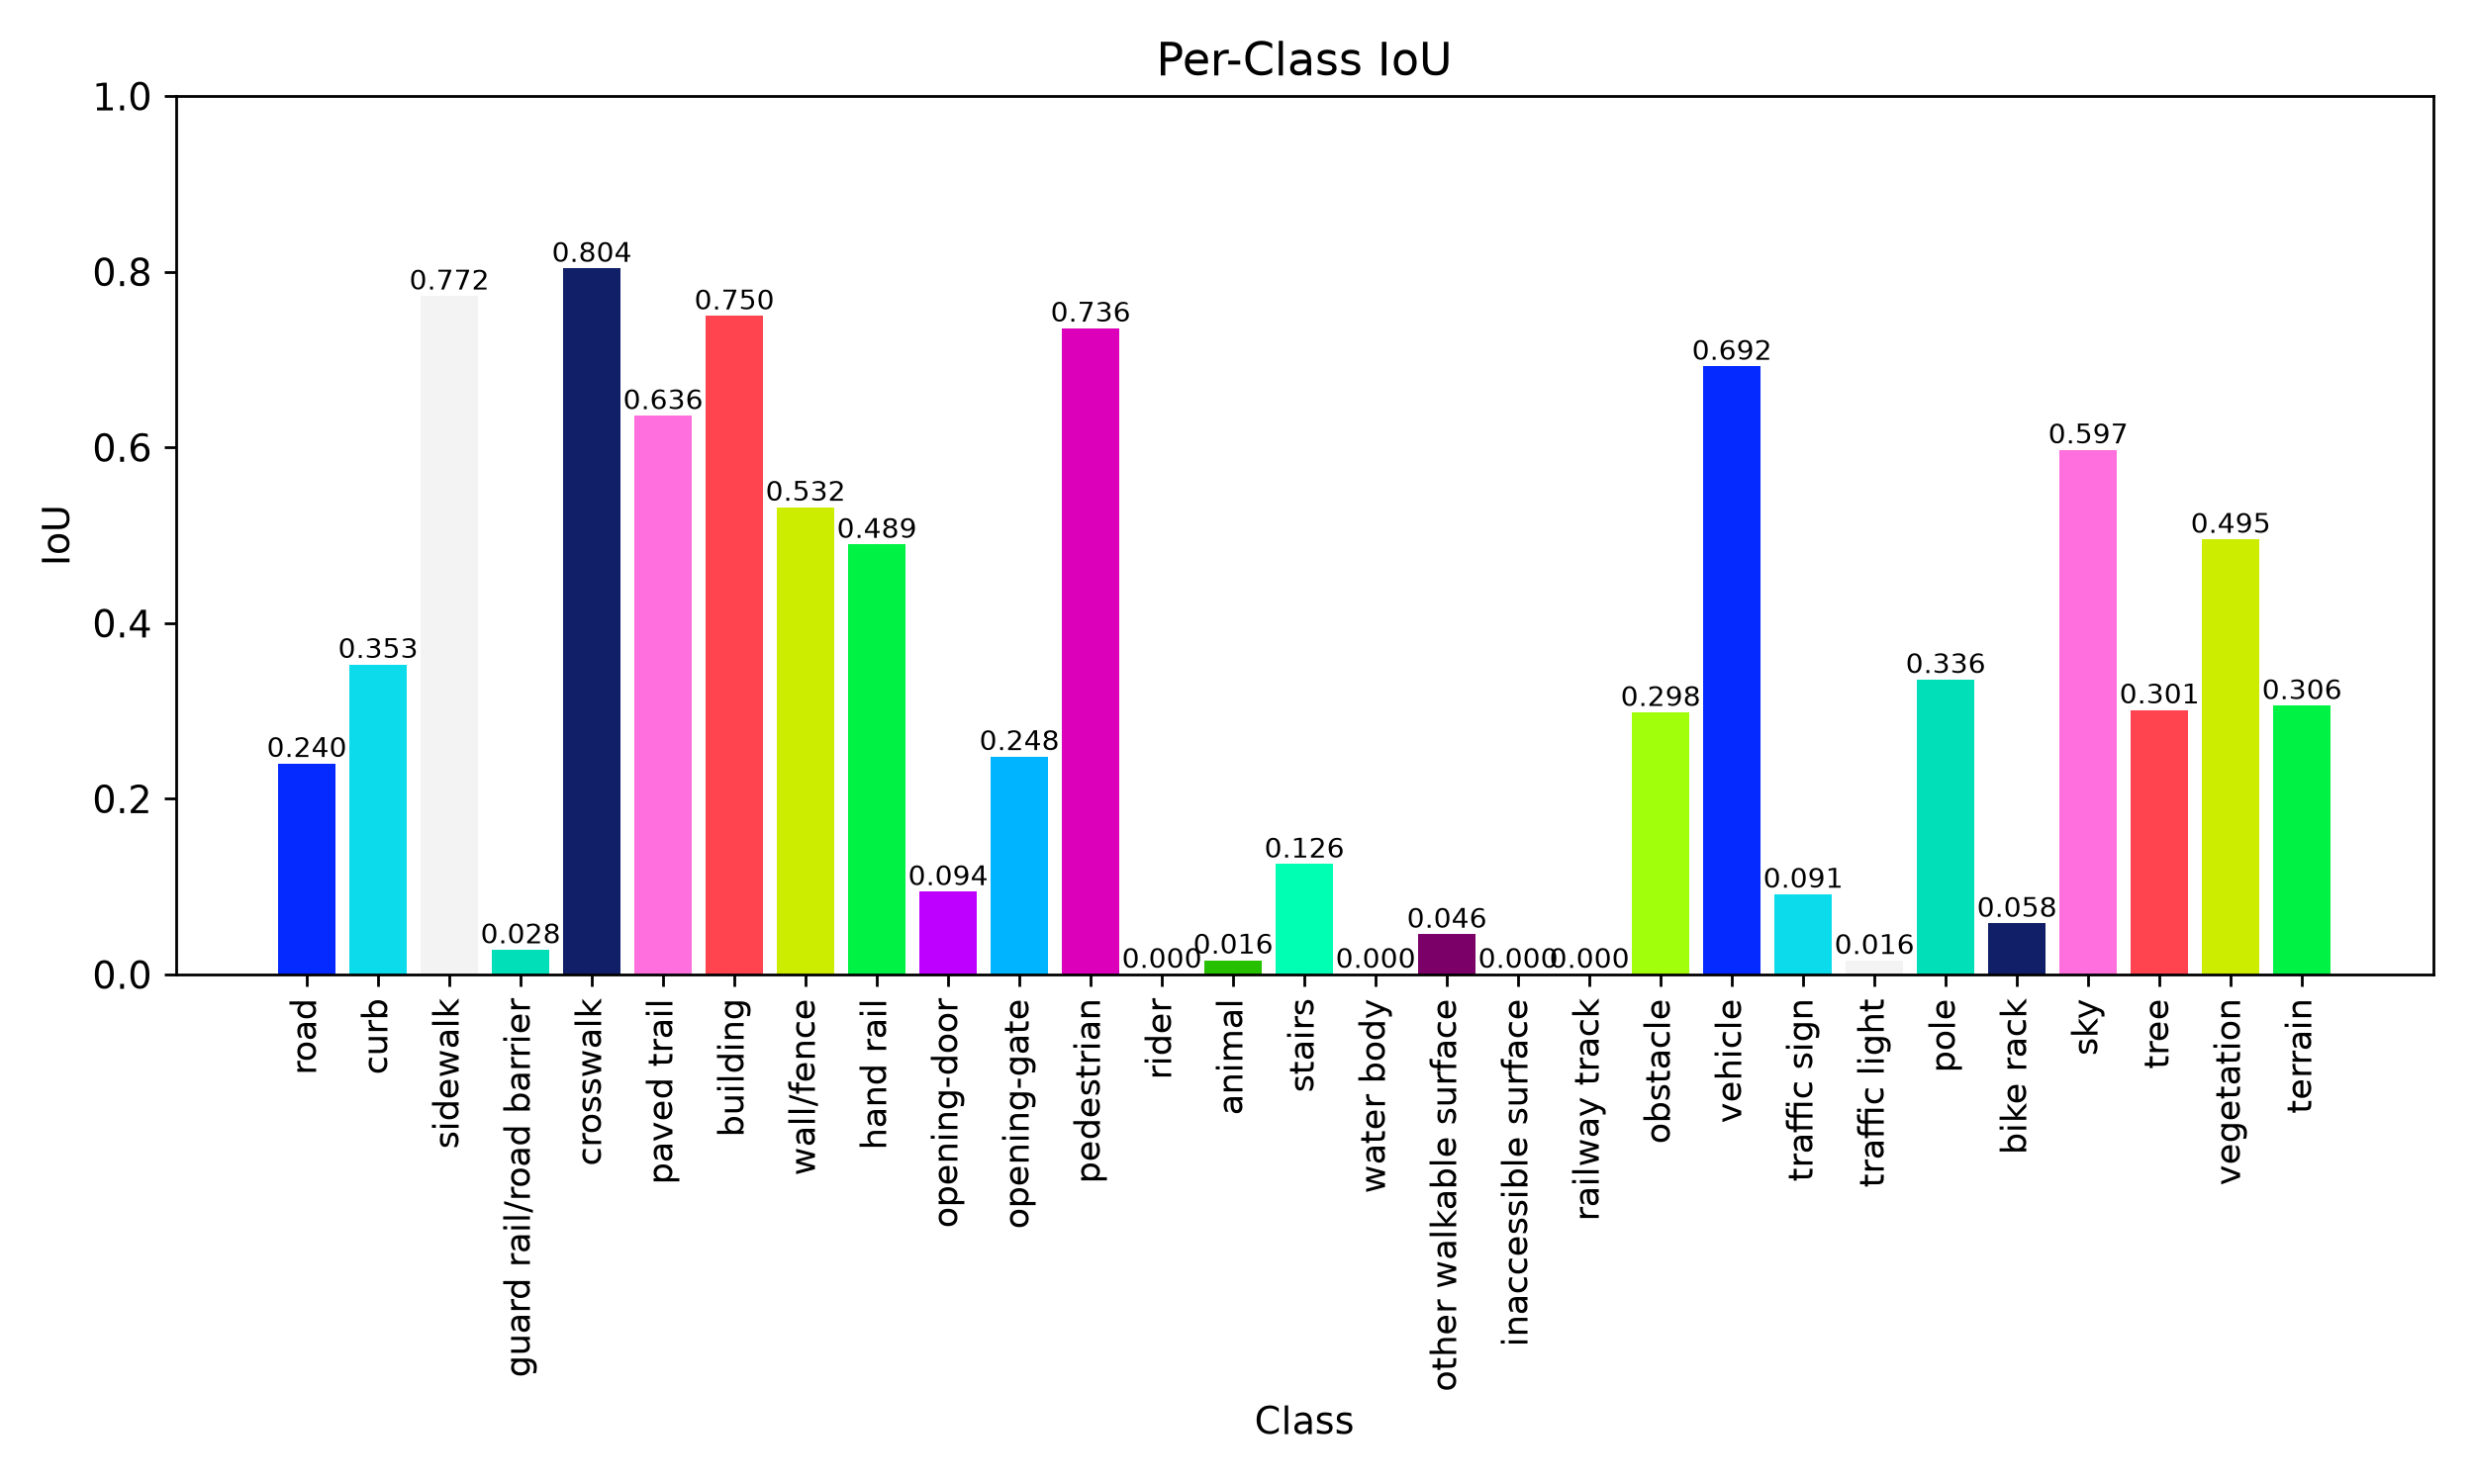 Per-Class IoU
1.0
0.8
0.6
0.4
0.2
0.0
IoU
0.240
0.353
0.772
0.028
0.804
0.636
0.750
0.532
0.489
0.094
0.248
0.736
0.000
0.016
0.126
0.000
0.046
0.000
0.000
0.298
0.692
0.091
0.016
0.336
0.058
0.597
0.301
0.495
0.306
road
curb
sidewalk
guard rail/road barrier
crosswalk
paved trail
building
wall/fence
hand rail
opening-door
opening-gate
pedestrian
rider
animal
stairs
water body
other walkable surface
inaccessible surface
railway track
obstacle
vehicle
traffic sign
traffic light
pole
bike rack
sky
tree
vegetation
terrain
Class